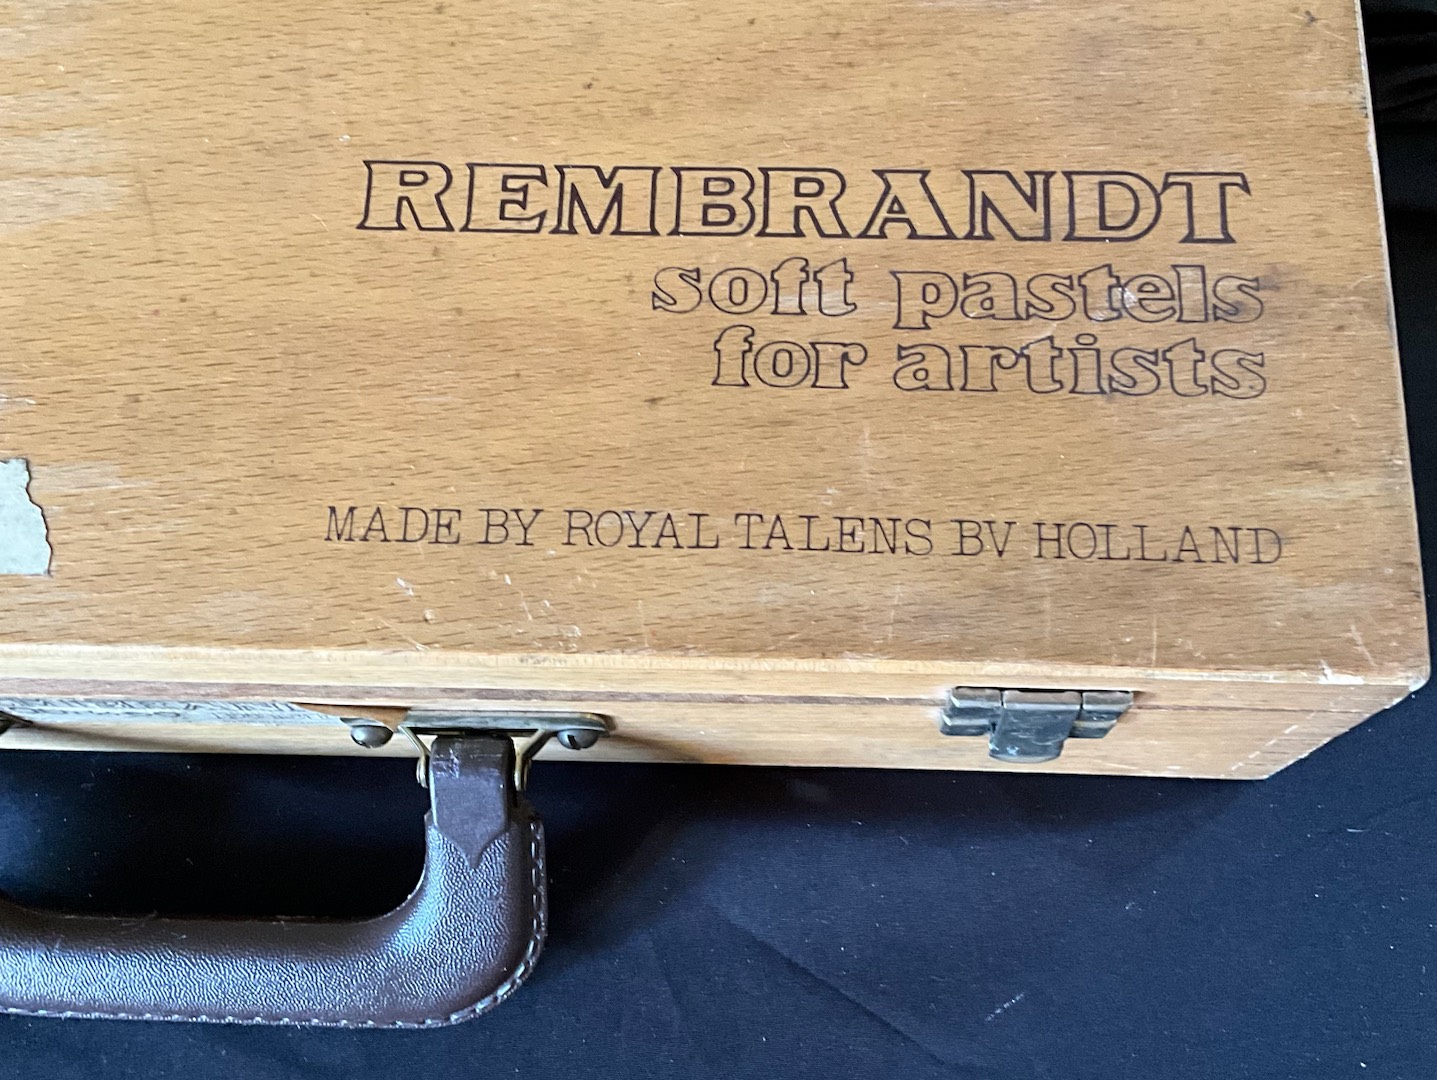 REMBRANDT
soft pastels
for artists
MADE BY ROYAL TALENS BV HOLLAND